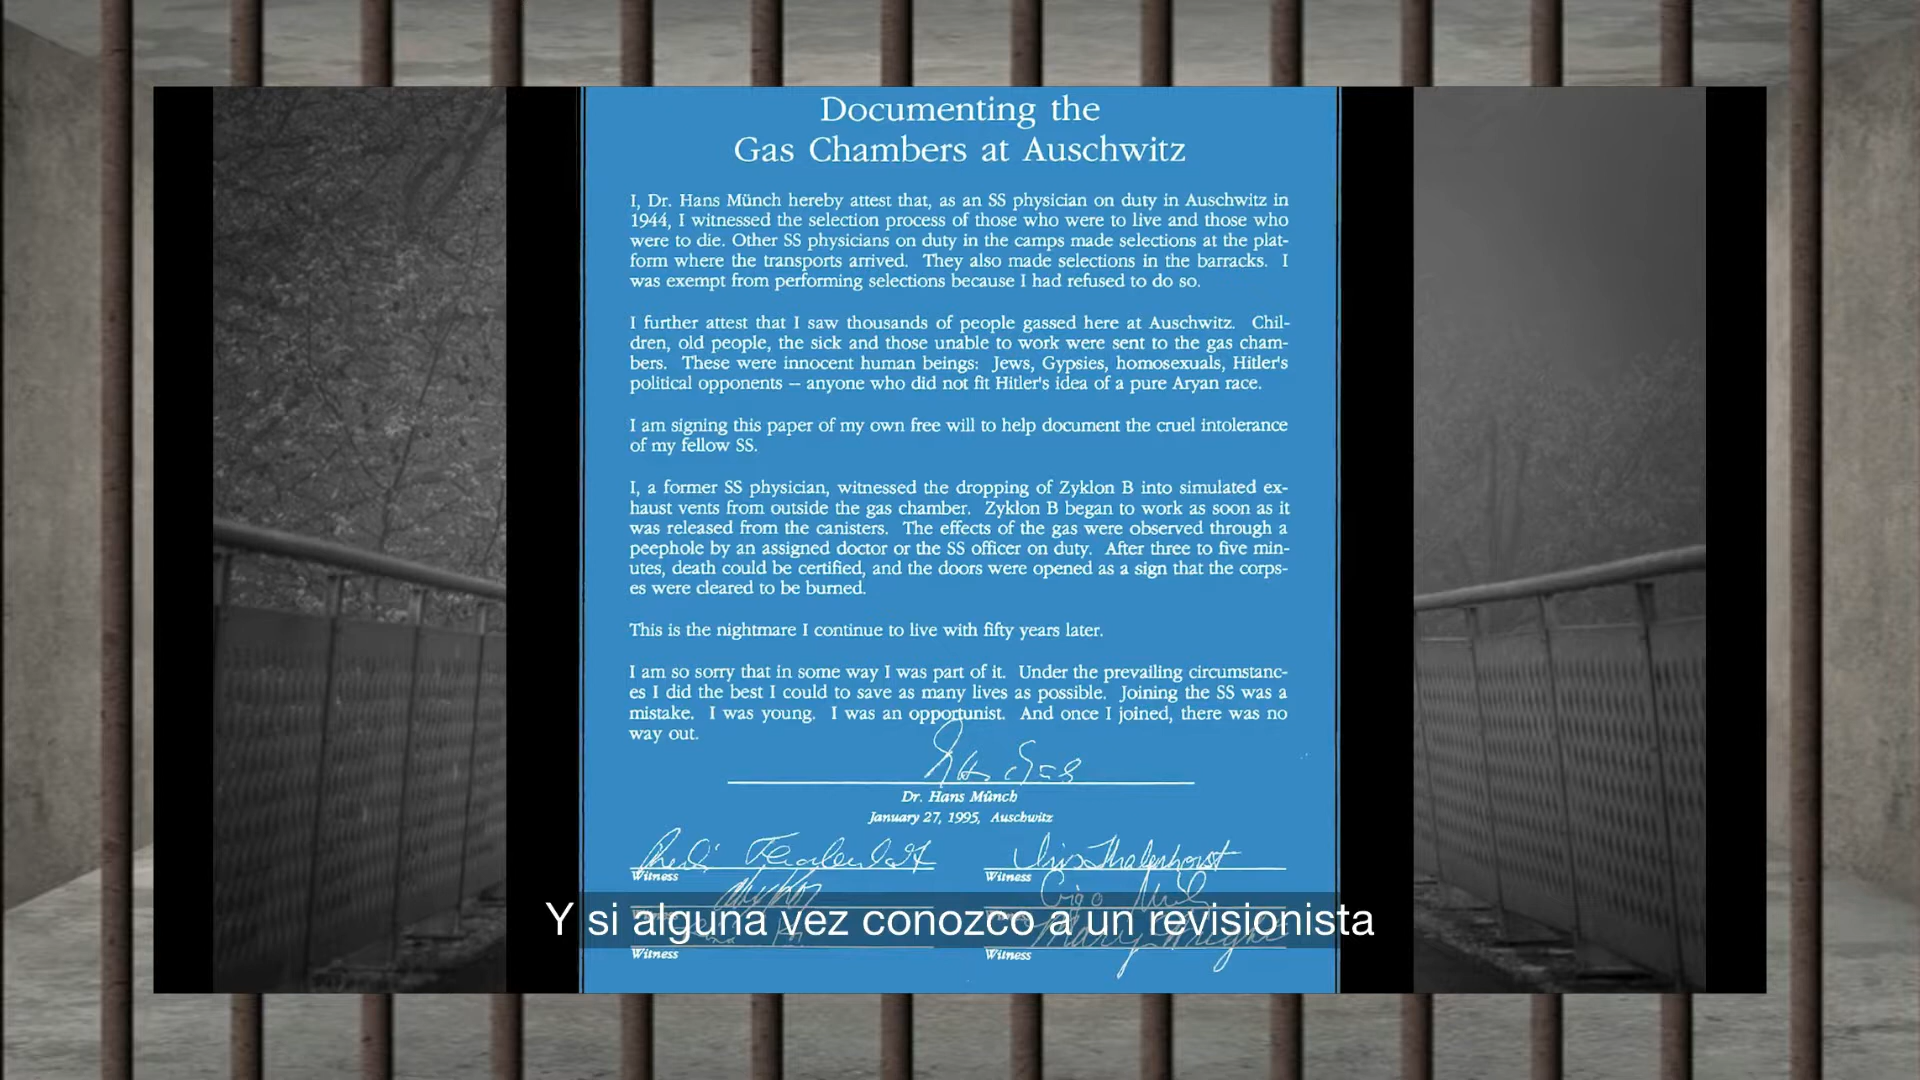 Documenting the
Gas Chambers at Auschwitz
I, Dr. Hans Münch hereby attest that, as an SS physician on duty in Auschwitz in
1944, I witnessed the selection process of those who were to live and those who
were to die. Other SS physicians on duty in the camps made selections at the plat-
form where the transports arrived. They also made selections in the barracks. I
was exempt from performing selections because I had refused to do so.
I further attest that I saw thousands of people gassed here at Auschwitz. Chil-
dren, old people, the sick and those unable to work were sent to the gas cham-
bers. These were innocent human beings: Jews, Gypsies, homosexuals, Hitler's
political opponents – anyone who did not fit Hitler's idea of a pure Aryan race.
I am signing this paper of my own free will to help document the cruel intolerance
of my fellow SS.
I, a former SS physician, witnessed the dropping of Zyklon B into simulated ex-
haust vents from outside the gas chamber. Zyklon B began to work as soon as it
was released from the canisters. The effects of the gas were observed through a
peephole by an assigned doctor or the SS officer on duty. After three to five min-
utes, death could be certified, and the doors were opened as a sign that the corps-
es were cleared to be burned.
This is the nightmare I continue to live with fifty years later.
I am so sorry that in some way I was part of it. Under the prevailing circumstanc-
es I did the best I could to save as many lives as possible. Joining the SS was a
mistake. I was young. I was an opportunist. And once I joined, there was no
way out.
Dr. Hans Münch
January 27, 1995, Auschwitz
Witness Witness
Y si alguna vez conozco a un revisionista
Witness Witness